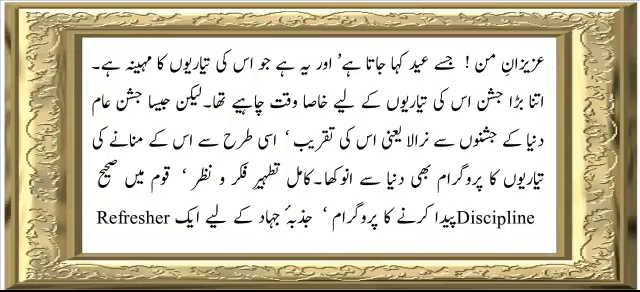 عزیزانِ من! جسے عید کہا جاتا ہے’ اور یہ ہے جو اس کی تیاریوں کا مہینہ ہے۔
اتنا بڑا جشن اس کی تیاریوں کے لیے خاصا وقت چاہیے تھا۔لیکن جیسا جشن عام
دنیا کے جشنوں سے نرالا یعنی اس کی تقریب ‘ اسی طرح سے اس کے منانے کی
تیاریوں کا پروگرام بھی دنیا سے انوکھا۔کامل تطہیرِ فکر و نظر ‘ قوم میں صحیح
Discipline پیدا کرنے کا پروگرام ‘ جذبۂ جہاد کے لیے ایک Refresher